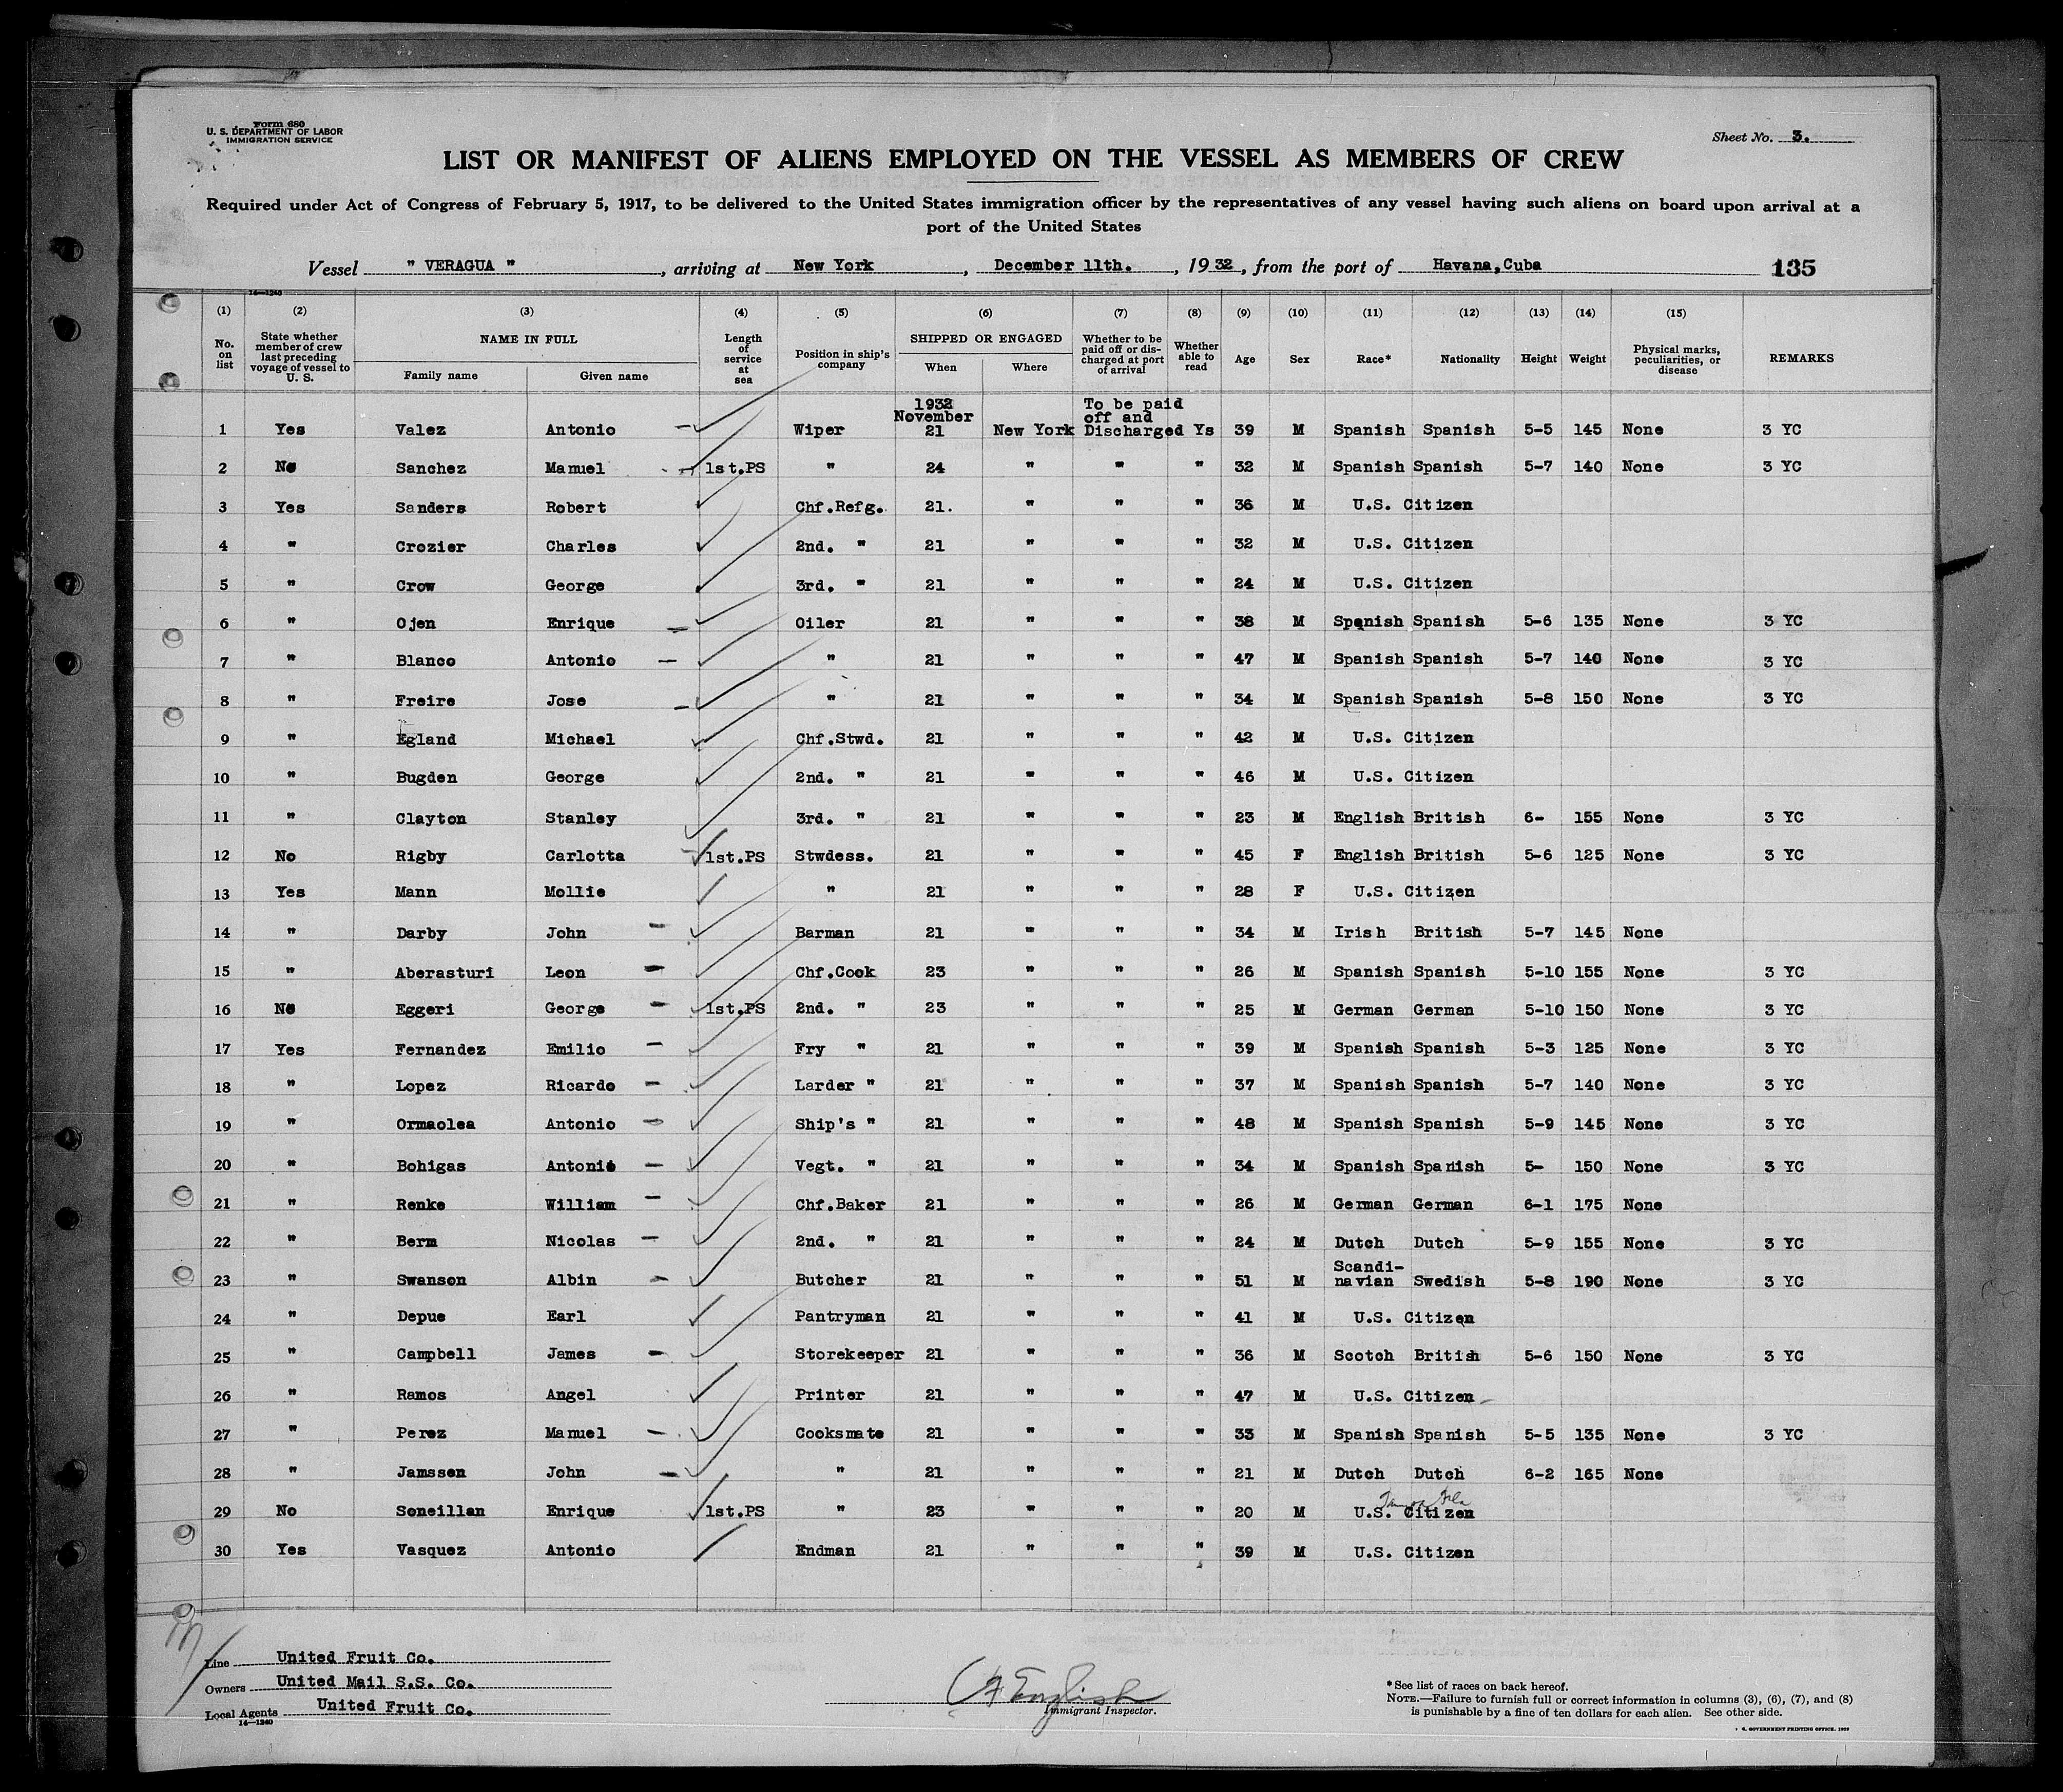 Form 680
U. S. DEPARTMENT OF LABOR
IMMIGRATION SERVICE
Sheet No. 3.
LIST OR MANIFEST OF ALIENS EMPLOYED ON THE VESSEL AS MEMBERS OF CREW
Required under Act of Congress of February 5, 1917, to be delivered to the United States immigration officer by the representatives of any vessel having such aliens on board upon arrival at a
port of the United States
Vessel " VERAGUA " , arriving at New York , December 11th. , 1932 , from the port of Havana, Cuba 135
14—1240
(1) (2) (3) (4) (5) (6) (7) (8) (9) (10) (11) (12) (13) (14) (15)
No. on list State whether member of crew last preceding voyage of vessel to U. S. NAME IN FULL Family name Given name Length of service at sea Position in ship's company SHIPPED OR ENGAGED When Where Whether to be paid off or discharged at port of arrival Whether able to read Age Sex Race* Nationality Height Weight Physical marks, peculiarities, or disease REMARKS
1932 To be paid
November off and
1 Yes Valez Antonio Wiper 21 New York Discharged Ys 39 M Spanish Spanish 5-5 145 None 3 YC
2 No Sanchez Manuel 1st.PS " 24 " " " 32 M Spanish Spanish 5-7 140 None 3 YC
3 Yes Sanders Robert Chf.Refg. 21. " " " 36 M U.S. Citizen
4 " Crozier Charles 2nd. " 21 " " " 32 M U.S. Citizen
5 " Crow George 3rd. " 21 " " " 24 M U.S. Citizen
6 " Ojen Enrique Oiler 21 " " " 38 M Spanish Spanish 5-6 135 None 3 YC
7 " Blanco Antonio " 21 " " " 47 M Spanish Spanish 5-7 140 None 3 YC
8 " Freire Jose " 21 " " " 34 M Spanish Spanish 5-8 150 None 3 YC
9 " Egland Michael Chf.Stwd. 21 " " " 42 M U.S. Citizen
10 " Bugden George 2nd. " 21 " " " 46 M U.S. Citizen
11 " Clayton Stanley 3rd. " 21 " " " 23 M English British 6- 155 None 3 YC
12 No Rigby Carlotta 1st.PS Stwdess. 21 " " " 45 F English British 5-6 125 None 3 YC
13 Yes Mann Mollie " 21 " " " 28 F U.S. Citizen
14 " Darby John Barman 21 " " " 34 M Irish British 5-7 145 None
15 " Aberasturi Leon Chf.Cook 23 " " " 26 M Spanish Spanish 5-10 155 None 3 YC
16 No Eggeri George 1st.PS 2nd. " 23 " " " 25 M German German 5-10 150 None 3 YC
17 Yes Fernandez Emilio Fry " 21 " " " 39 M Spanish Spanish 5-3 125 None 3 YC
18 " Lopez Ricardo Larder " 21 " " " 37 M Spanish Spanish 5-7 140 None 3 YC
19 " Ormaolea Antonio Ship's " 21 " " " 48 M Spanish Spanish 5-9 145 None 3 YC
20 " Bohigas Antonio Vegt. " 21 " " " 34 M Spanish Spanish 5- 150 None 3 YC
21 " Renke William Chf.Baker 21 " " " 26 M German German 6-1 175 None
22 " Berm Nicolas 2nd. " 21 " " " 24 M Dutch Dutch 5-9 155 None 3 YC
23 " Swanson Albin Butcher 21 " " " 51 M Scandi-navian Swedish 5-8 190 None 3 YC
24 " Depue Earl Pantryman 21 " " " 41 M U.S. Citizen
25 " Campbell James Storekeeper 21 " " " 36 M Scotch British 5-6 150 None 3 YC
26 " Ramos Angel Printer 21 " " " 47 M U.S. Citizen
27 " Perez Manuel Cooksmate 21 " " " 33 M Spanish Spanish 5-5 135 None 3 YC
28 " Jamssen John " 21 " " " 21 M Dutch Dutch 6-2 165 None
29 No Soneillan Enrique 1st.PS " 23 " " " 20 M U.S. Citizen
30 Yes Vasquez Antonio Endman 21 " " " 39 M U.S. Citizen
Line United Fruit Co.
Owners United Mail S.S. Co.
Local Agents United Fruit Co.
14—1240
English
Immigrant Inspector.
*See list of races on back hereof.
NOTE.—Failure to furnish full or correct information in columns (3), (6), (7), and (8)
is punishable by a fine of ten dollars for each alien. See other side.
GOVERNMENT PRINTING OFFICE